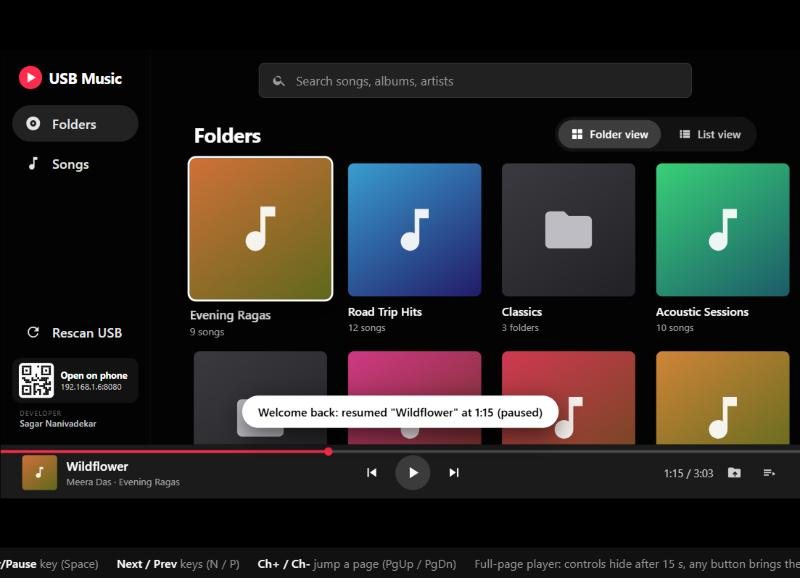 USB Music
Search songs, albums, artists
Folders
Songs
Folders
Folder view
List view
Evening Ragas
9 songs
Road Trip Hits
12 songs
Classics
3 folders
Acoustic Sessions
10 songs
Rescan USB
Open on phone
192.168.1.6:8080
DEVELOPER
Sagar Nanivadekar
Welcome back: resumed "Wildflower" at 1:15 (paused)
Wildflower
Meera Das · Evening Ragas
1:15 / 3:03
/Pause key (Space) Next / Prev keys (N / P) Ch+ / Ch- jump a page (PgUp / PgDn) Full-page player: controls hide after 15 s, any button brings the